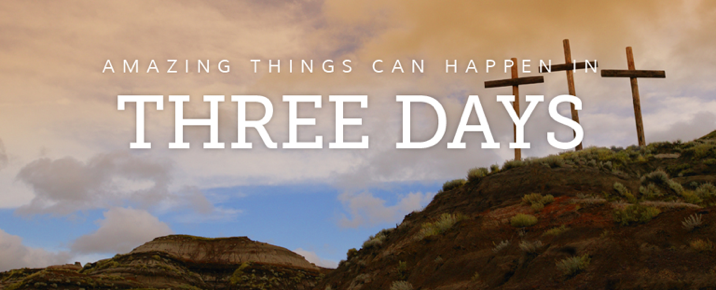 AMAZING THINGS CAN HAPPEN IN
THREE DAYS